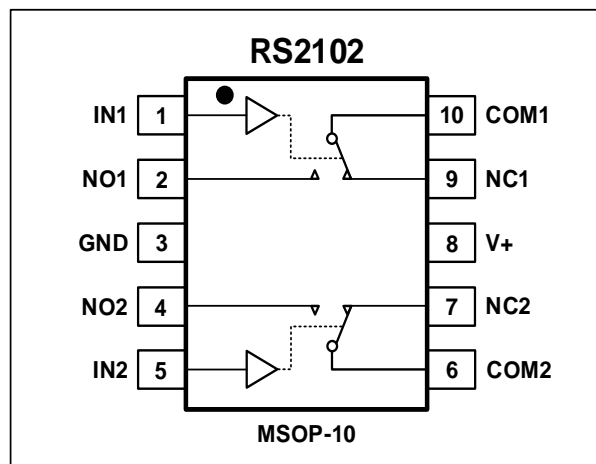 RS2102
IN1 1 10 COM1
NO1 2 9 NC1
GND 3 8 V+
NO2 4 7 NC2
IN2 5 6 COM2
MSOP-10